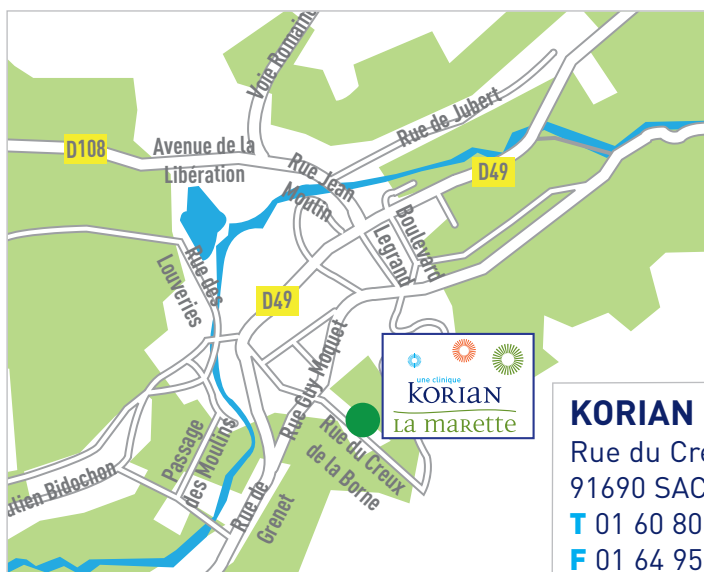 Voie Romaine
D108
Avenue de la
Libération
Rue de Jubert
Rue Jean
Moutin
D49
Boulevard
Legrand
Rue des
Louveries
D49
Rue Guy Moquet
une clinique
KORIAN
La marette
Passage
des Moulins
Rue du Creux
de la Borne
Bidochon
Rue de
Grenet
KORIAN
Rue du Cre
91690 SAC
T 01 60 80
F 01 64 95